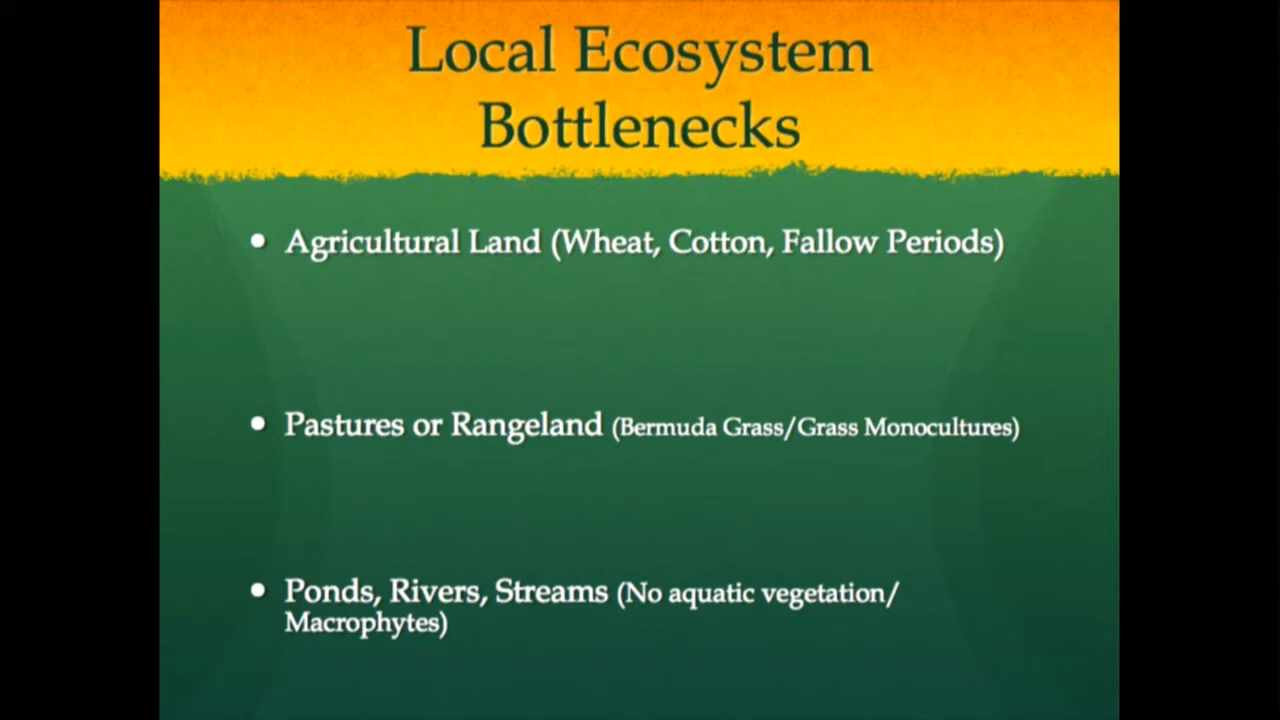 Local Ecosystem
Bottlenecks
• Agricultural Land (Wheat, Cotton, Fallow Periods)
• Pastures or Rangeland (Bermuda Grass/Grass Monocultures)
• Ponds, Rivers, Streams (No aquatic vegetation/
Macrophytes)